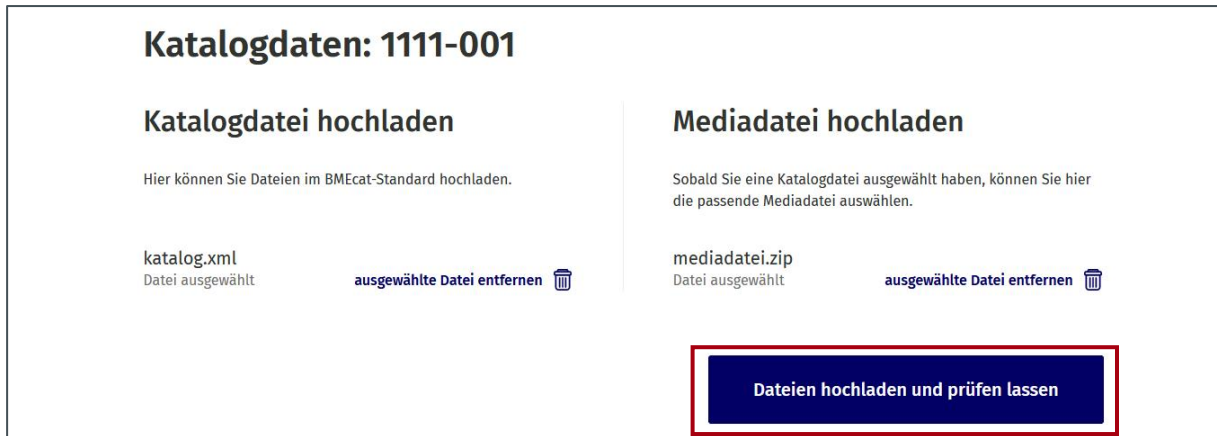 Katalogdaten: 1111-001
Katalogdatei hochladen
Hier können Sie Dateien im BMEcat-Standard hochladen.
katalog.xml
Datei ausgewählt
ausgewählte Datei entfernen
Mediadatei hochladen
Sobald Sie eine Katalogdatei ausgewählt haben, können Sie hier
die passende Mediadatei auswählen.
mediadatei.zip
Datei ausgewählt
ausgewählte Datei entfernen
Dateien hochladen und prüfen lassen